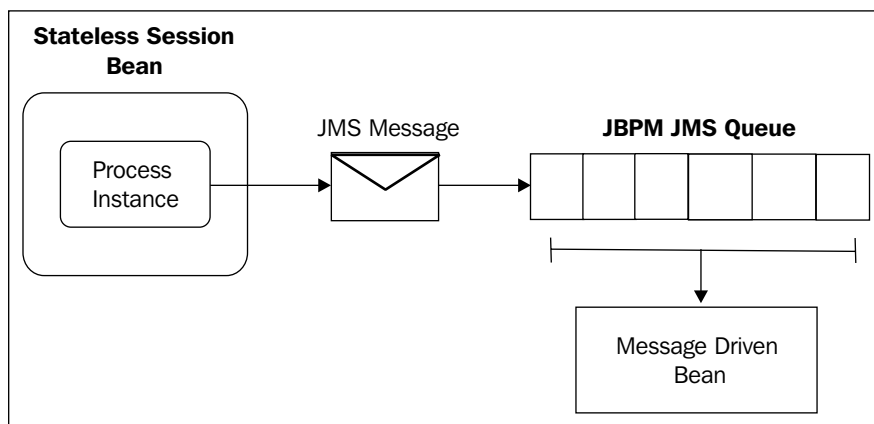 Stateless Session
Bean
Process
Instance
JMS Message
JBPM JMS Queue
Message Driven
Bean